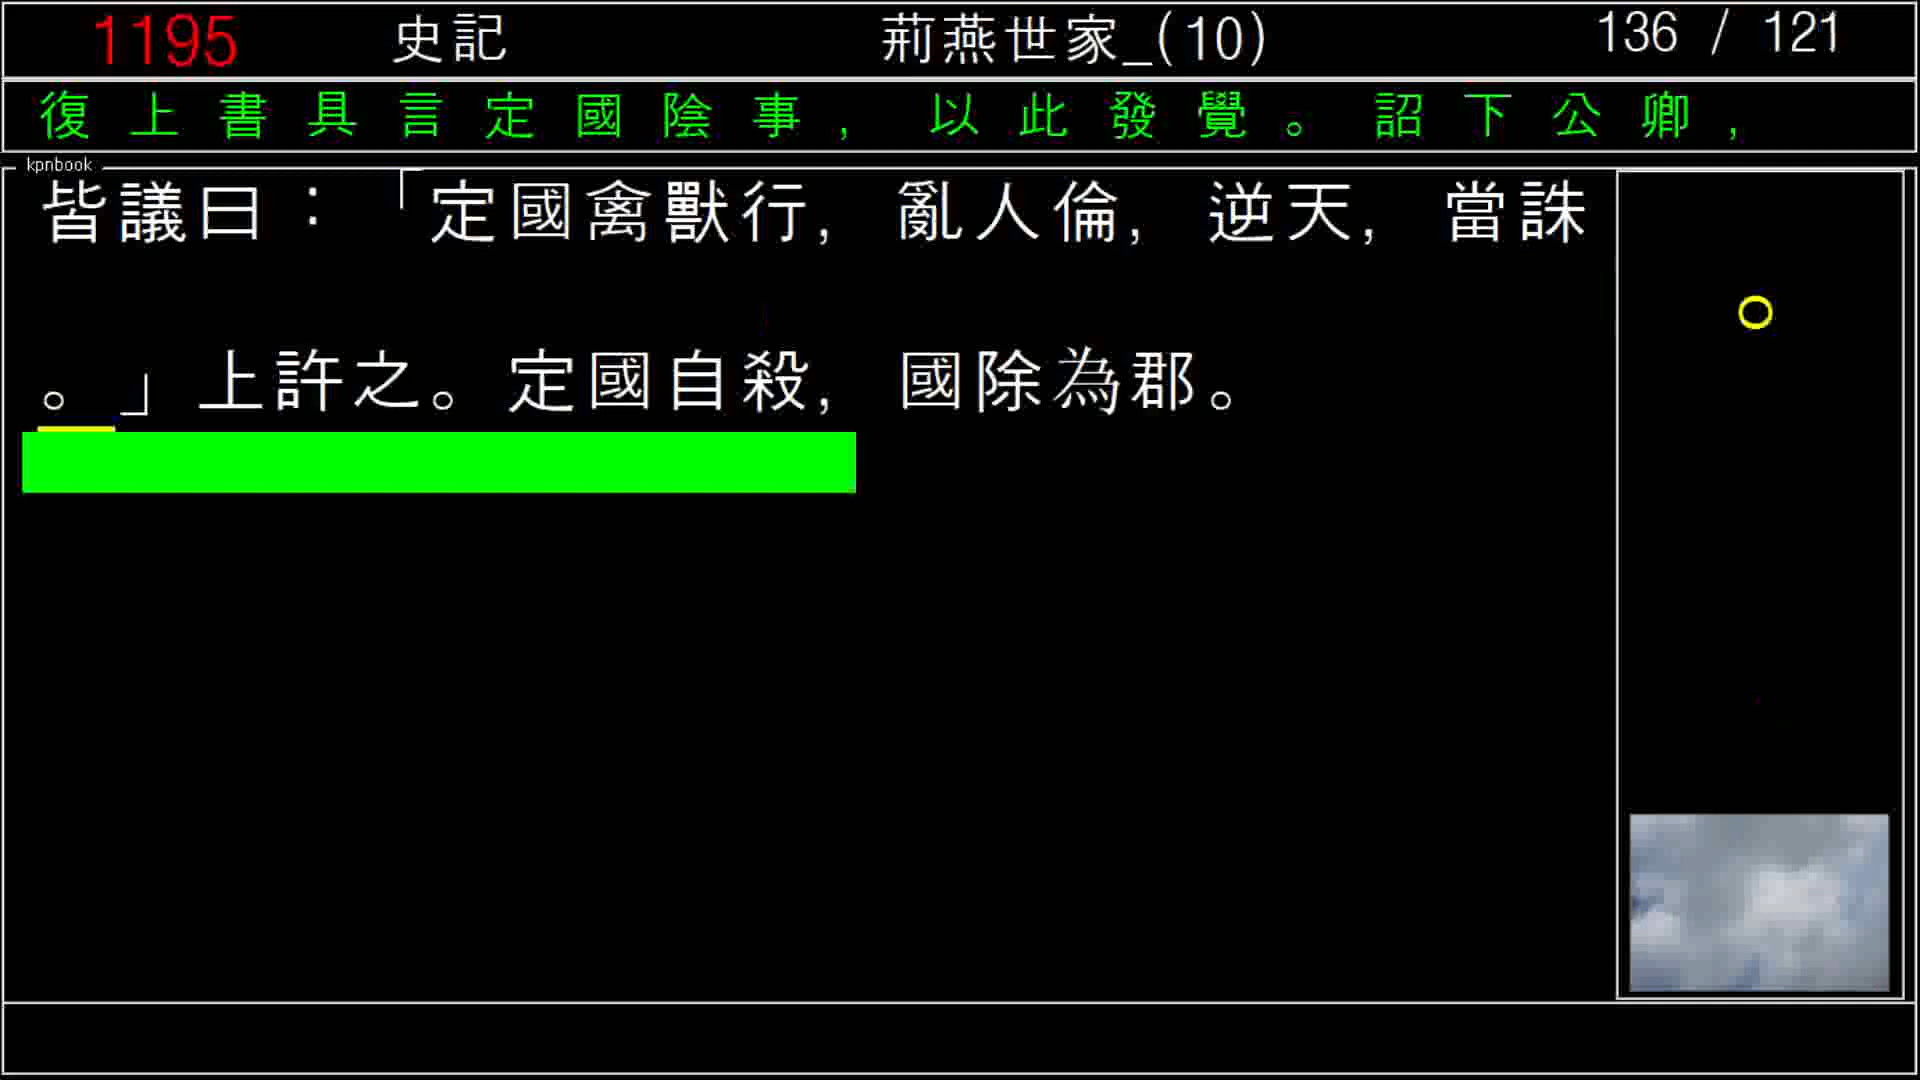 1195 史記 荊燕世家_(10) 136 / 121
復上書具言定國陰事, 以此發覺。詔下公卿,
kpnbook
皆議曰：「定國禽獸行, 亂人倫, 逆天, 當誅
。」上許之。定國自殺, 國除為郡。